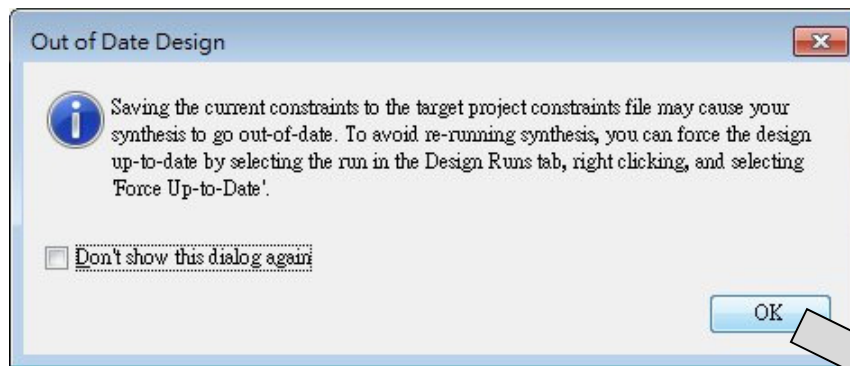 Out of Date Design
Saving the current constraints to the target project constraints file may cause your
synthesis to go out-of-date. To avoid re-running synthesis, you can force the design
up-to-date by selecting the run in the Design Runs tab, right clicking, and selecting
'Force Up-to-Date'.
Don't show this dialog again
OK